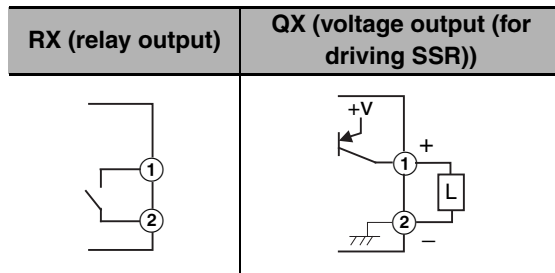 RX (relay output)
QX (voltage output (for
driving SSR))
1
2
+V
1
+
L
2
−